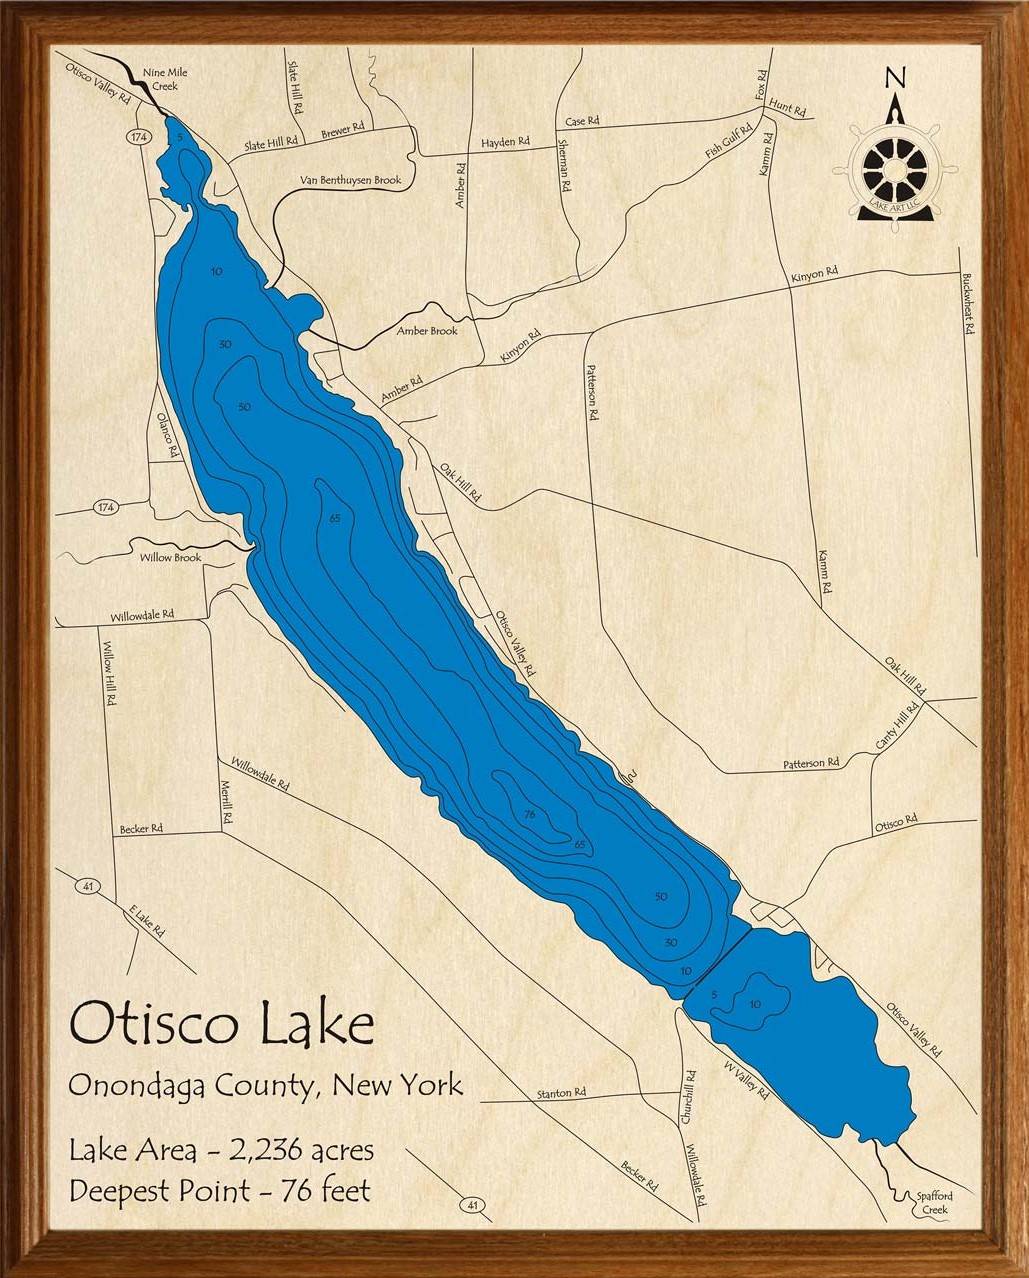 Nine Mile
Creek
Otisco Valley Rd
Slate Hill Rd
174
5
Slate Hill Rd
Brewer Rd
Van Benthuysen Brook
Hayden Rd
Amber Rd
Case Rd
Sherman Rd
Fish Gulf Rd
Fox Rd
Hunt Rd
Kamm Rd
N
LAKE ART LLC
10
Kinyon Rd
Buckwheat Rd
Amber Brook
30
Kinyon Rd
Amber Rd
Patterson Rd
50
Olanco Rd
Oak Hill Rd
174
65
Willow Brook
Kamm Rd
Willowdale Rd
Willow Hill Rd
Otisco Valley Rd
Oak Hill Rd
Canty Hill Rd
Patterson Rd
Willowdale Rd
Merrill Rd
Becker Rd
76
65
Otisco Rd
41
E Lake Rd
50
30
10
5
10
Otisco Valley Rd
Otisco Lake
Onondaga County, New York
Lake Area - 2,236 acres
Deepest Point - 76 feet
W Valley Rd
Stanton Rd
Churchill Rd
Becker Rd
Willowdale Rd
41
Spafford
Creek